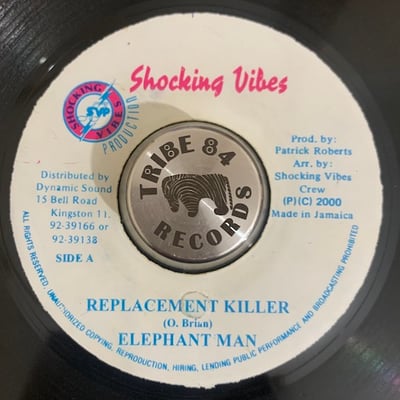 Shocking Vibes
SHOCKING VIBES
SVP
PRODUCTION
Prod. by:
Patrick Roberts
Arr. by:
Shocking Vibes
Crew
(P)(C) 2000
Made in Jamaica
Distributed by
Dynamic Sound
15 Bell Road
Kingston 11.
92-39166 or
92-39138
SIDE A
TRIBE 84
RECORDS
REPLACEMENT KILLER
(O. Brian)
ELEPHANT MAN
ALL RIGHTS RESERVED, UNAUTHORIZED COPYING, REPRODUCTION, HIRING, LENDING PUBLIC PERFORMANCE AND BROADCASTING PROHIBITED